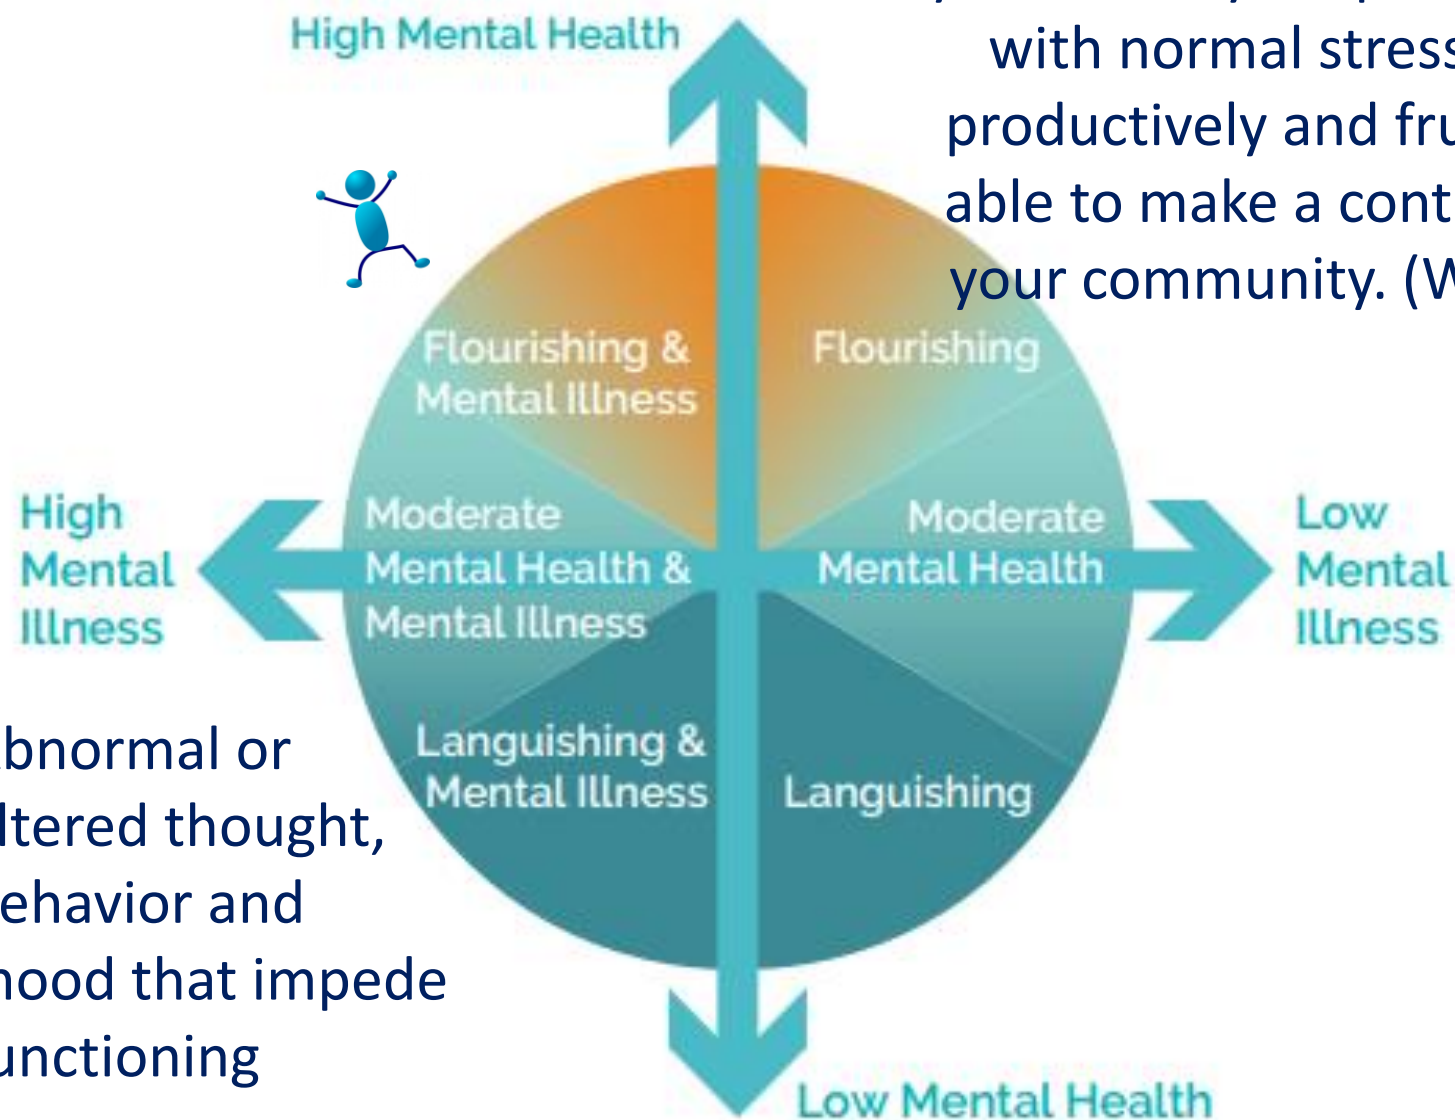 High Mental Health
with normal stress
productively and fru
able to make a cont
your community. (W
Flourishing &
Mental Illness
Flourishing
High
Mental
Illness
Moderate
Mental Health &
Mental Illness
Moderate
Mental Health
Low
Mental
Illness
bnormal or
ltered thought,
ehavior and
mood that impede
unctioning
Languishing &
Mental Illness
Languishing
Low Mental Health